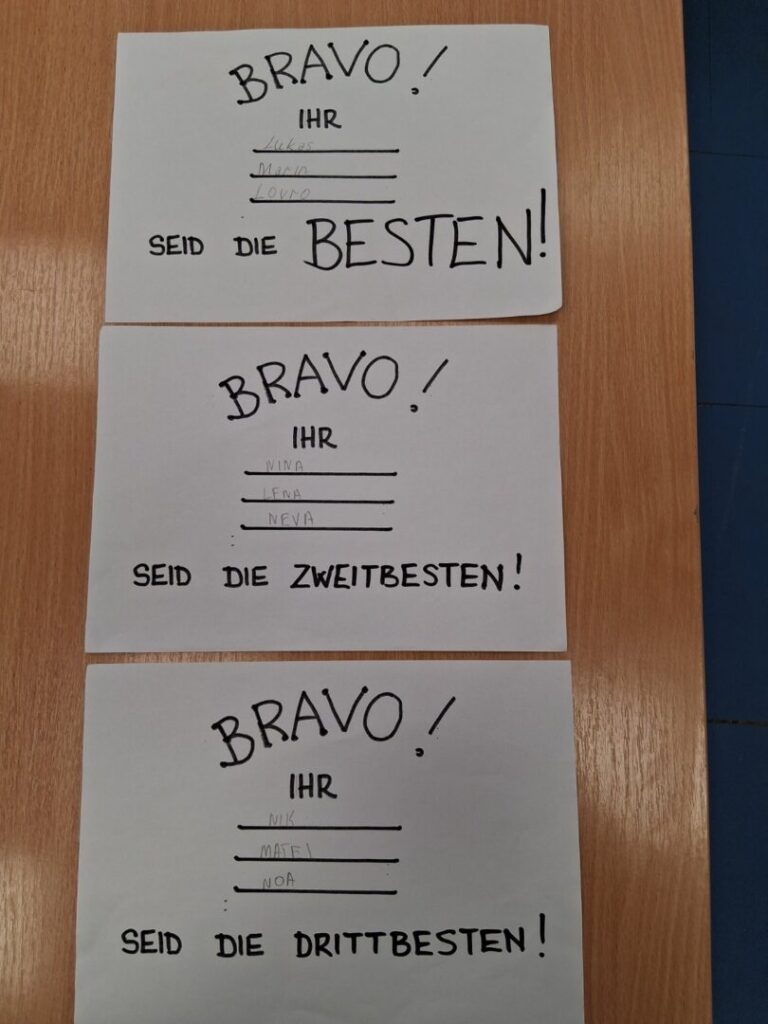 BRAVO!
IHR
Lukas
Marin
Lovro
SEID DIE BESTEN!
BRAVO!
IHR
NINA
LENA
NEVA
SEID DIE ZWEITBESTEN!
BRAVO!
IHR
NIK
MATEI
NOA
SEID DIE DRITTBESTEN!